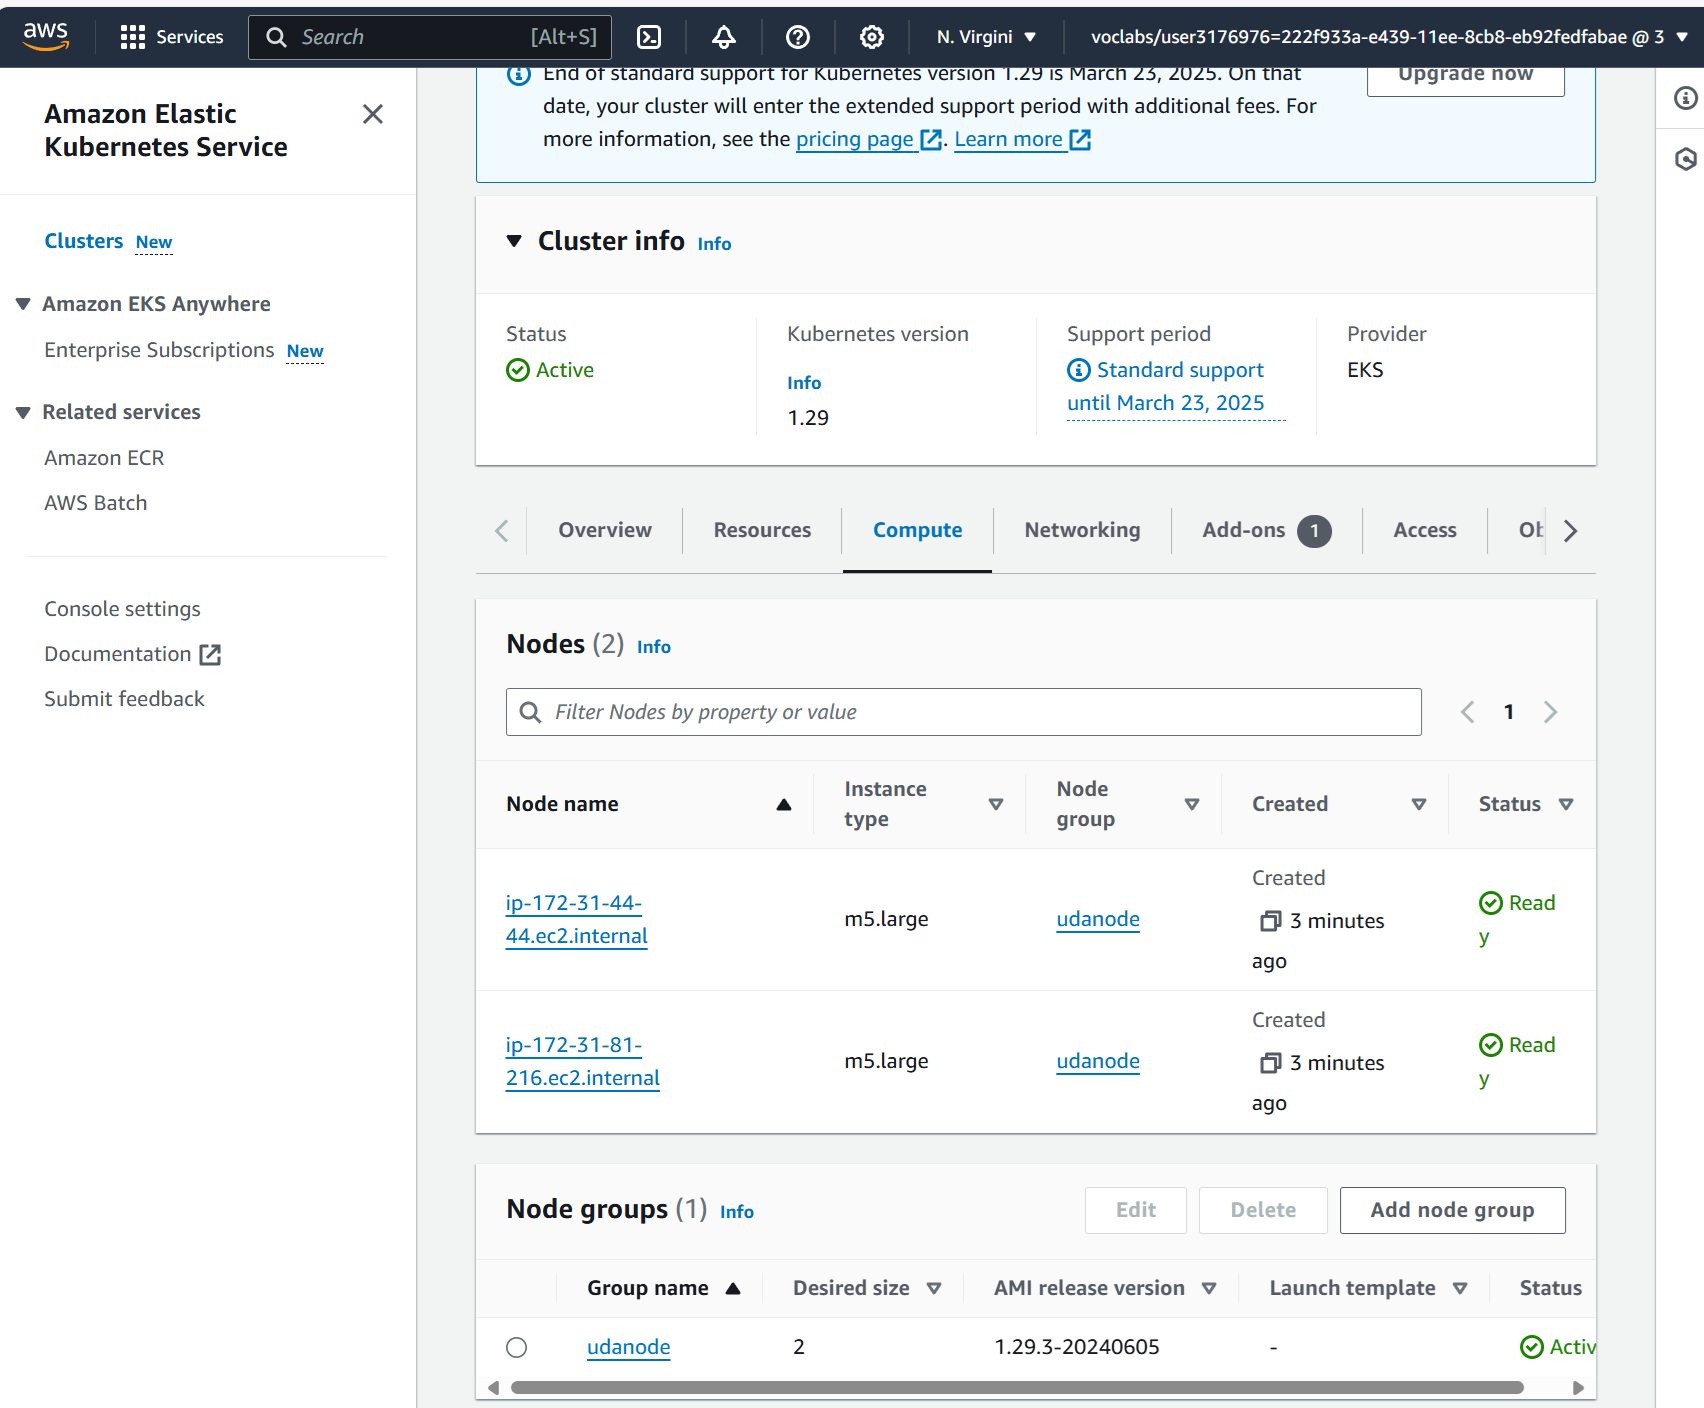 aws
Services
Search [Alt+S]
N. Virgini
voclabs/user3176976=222f933a-e439-11ee-8cb8-eb92fedfabae @ 3
Amazon Elastic
Kubernetes Service
Clusters New
Amazon EKS Anywhere
Enterprise Subscriptions New
Related services
Amazon ECR
AWS Batch
Console settings
Documentation
Submit feedback
End of standard support for Kubernetes version 1.29 is March 23, 2025. On that
date, your cluster will enter the extended support period with additional fees. For
more information, see the pricing page. Learn more
Upgrade now
Cluster info Info
Status
Active
Kubernetes version
Info
1.29
Support period
Standard support
until March 23, 2025
Provider
EKS
Overview Resources Compute Networking Add-ons 1 Access Ob
Nodes (2) Info
Filter Nodes by property or value
1
Node name
Instance
type
Node
group
Created
Status
ip-172-31-44-
44.ec2.internal
m5.large
udanode
Created
3 minutes
ago
Read
y
ip-172-31-81-
216.ec2.internal
m5.large
udanode
Created
3 minutes
ago
Read
y
Node groups (1) Info
Edit Delete Add node group
Group name Desired size AMI release version Launch template Status
udanode 2 1.29.3-20240605 - Activ